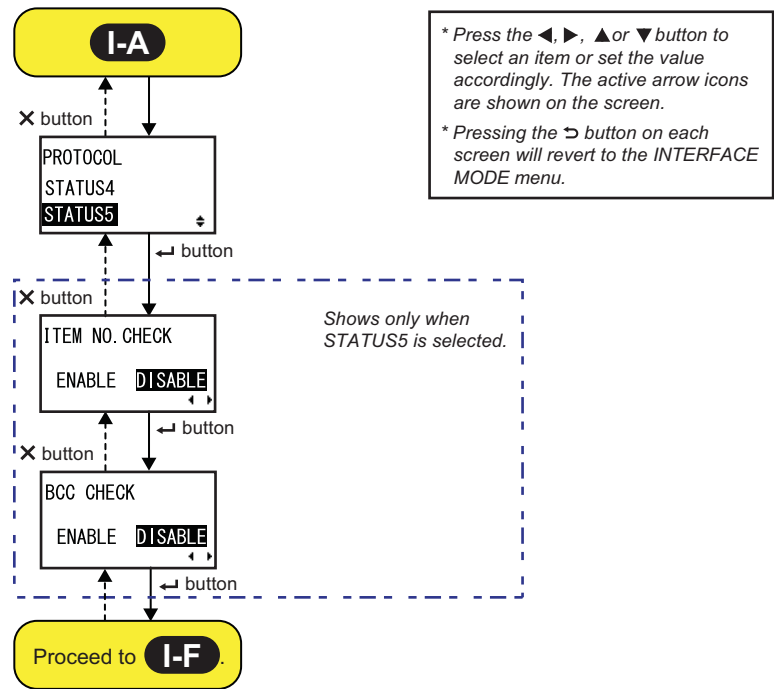 I-A
* Press the ◀, ▶, ▲or ▼ button to
select an item or set the value
accordingly. The active arrow icons
are shown on the screen.
* Pressing the ⮌ button on each
screen will revert to the INTERFACE
MODE menu.
✕ button
PROTOCOL
STATUS4
STATUS5
↵ button
✕ button
Shows only when
STATUS5 is selected.
ITEM NO.CHECK
ENABLE DISABLE
↵ button
✕ button
BCC CHECK
ENABLE DISABLE
↵ button
Proceed to I-F.